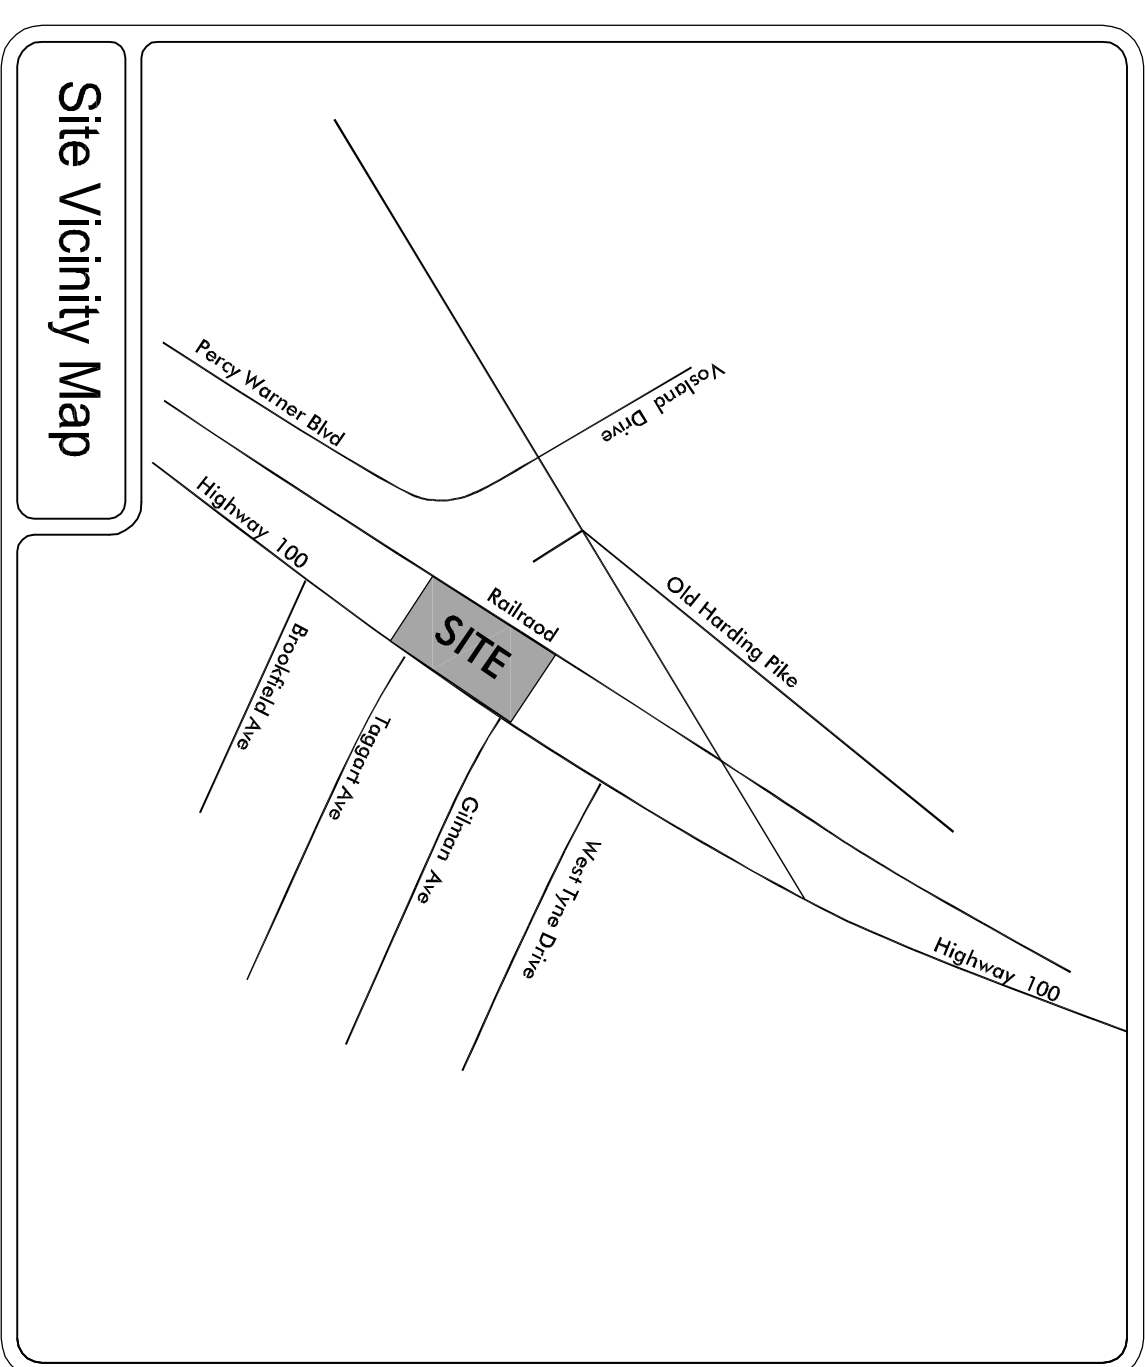 Site Vicinity Map
Vosland Drive
Percy Warner Blvd
Highway 100
Railraod
SITE
Old Harding Pike
Brookfield Ave
Taggart Ave
Gilman Ave
West Tyne Drive
Highway 100